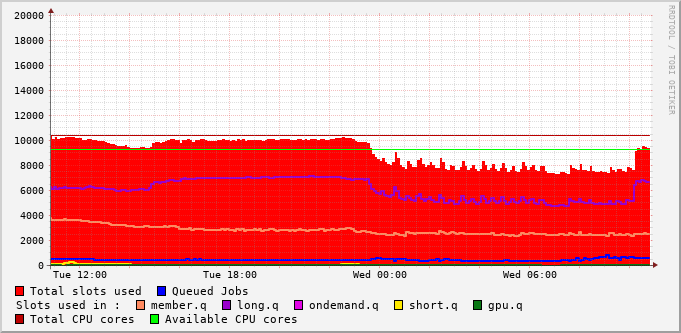 20000
18000
16000
14000
12000
10000
8000
6000
4000
2000
0
Tue 12:00 Tue 18:00 Wed 00:00 Wed 06:00
RRDTOOL / TOBI OETIKER
Total slots used Queued Jobs
Slots used in : member.q long.q ondemand.q short.q gpu.q
Total CPU cores Available CPU cores